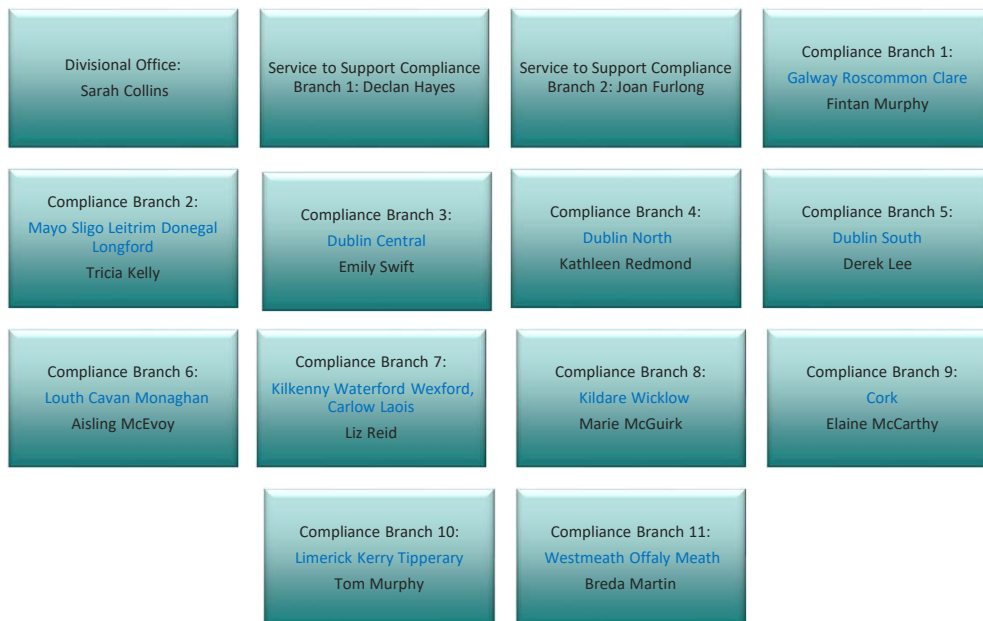 Divisional Office:
Sarah Collins
Service to Support Compliance
Branch 1: Declan Hayes
Service to Support Compliance
Branch 2: Joan Furlong
Compliance Branch 1:
Galway Roscommon Clare
Fintan Murphy
Compliance Branch 2:
Mayo Sligo Leitrim Donegal
Longford
Tricia Kelly
Compliance Branch 3:
Dublin Central
Emily Swift
Compliance Branch 4:
Dublin North
Kathleen Redmond
Compliance Branch 5:
Dublin South
Derek Lee
Compliance Branch 6:
Louth Cavan Monaghan
Aisling McEvoy
Compliance Branch 7:
Kilkenny Waterford Wexford,
Carlow Laois
Liz Reid
Compliance Branch 8:
Kildare Wicklow
Marie McGuirk
Compliance Branch 9:
Cork
Elaine McCarthy
Compliance Branch 10:
Limerick Kerry Tipperary
Tom Murphy
Compliance Branch 11:
Westmeath Offaly Meath
Breda Martin